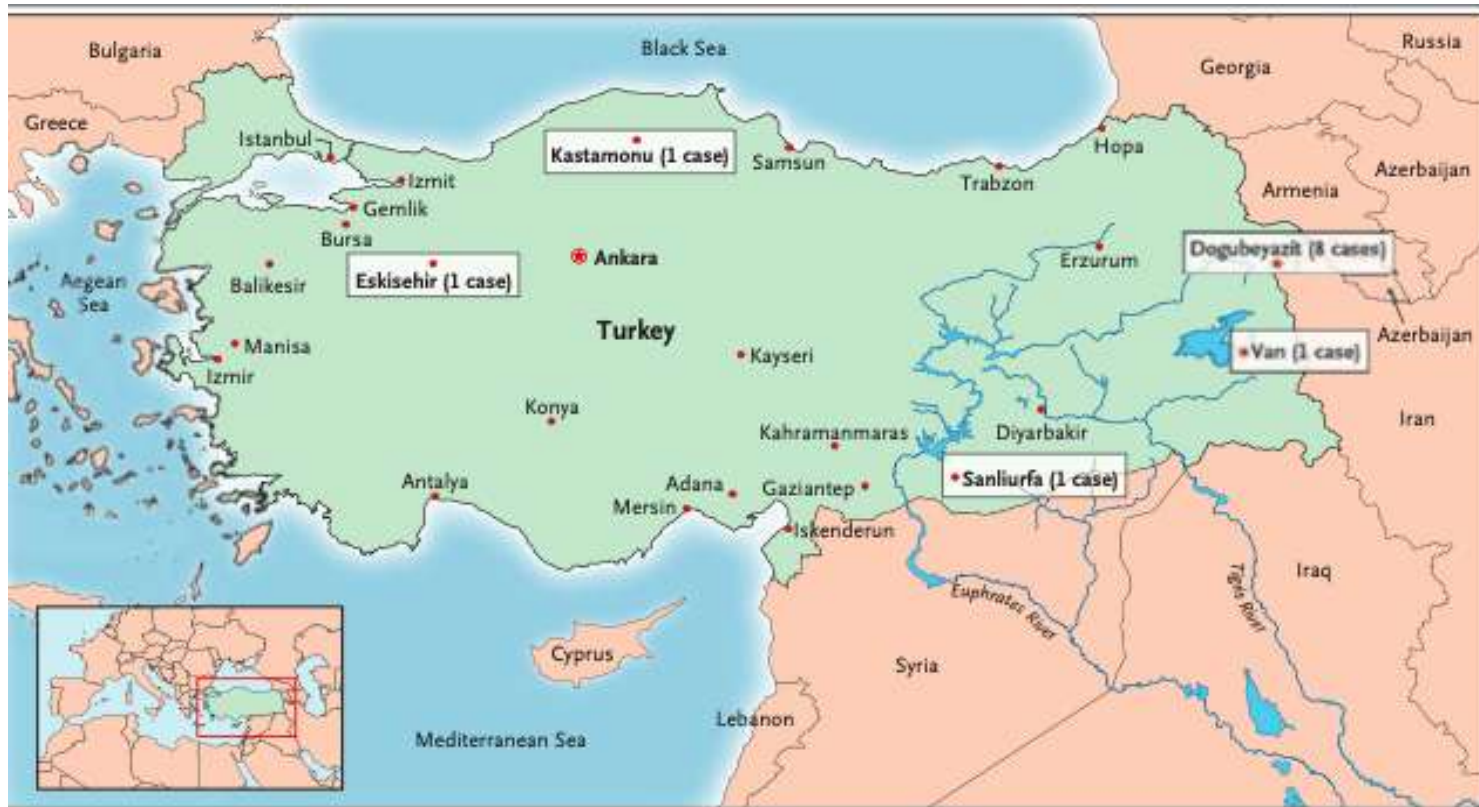 Bulgaria
Black Sea
Russia
Georgia
Greece
Istanbul
Kastamonu (1 case)
Samsun
Hopa
Azerbaijan
Izmit
Trabzon
Armenia
Gemlik
Bursa
Ankara
Erzurum
Dogubeyazit (8 cases)
Aegean
Sea
Balikesir
Eskisehir (1 case)
Turkey
Azerbaijan
Manisa
Kayseri
Van (1 case)
Izmir
Konya
Kahramanmaras
Diyarbakir
Iran
Antalya
Adana
Gaziantep
Sanliurfa (1 case)
Mersin
Iskenderun
Iraq
Euphrates River
Tigris River
Cyprus
Syria
Lebanon
Mediterranean Sea